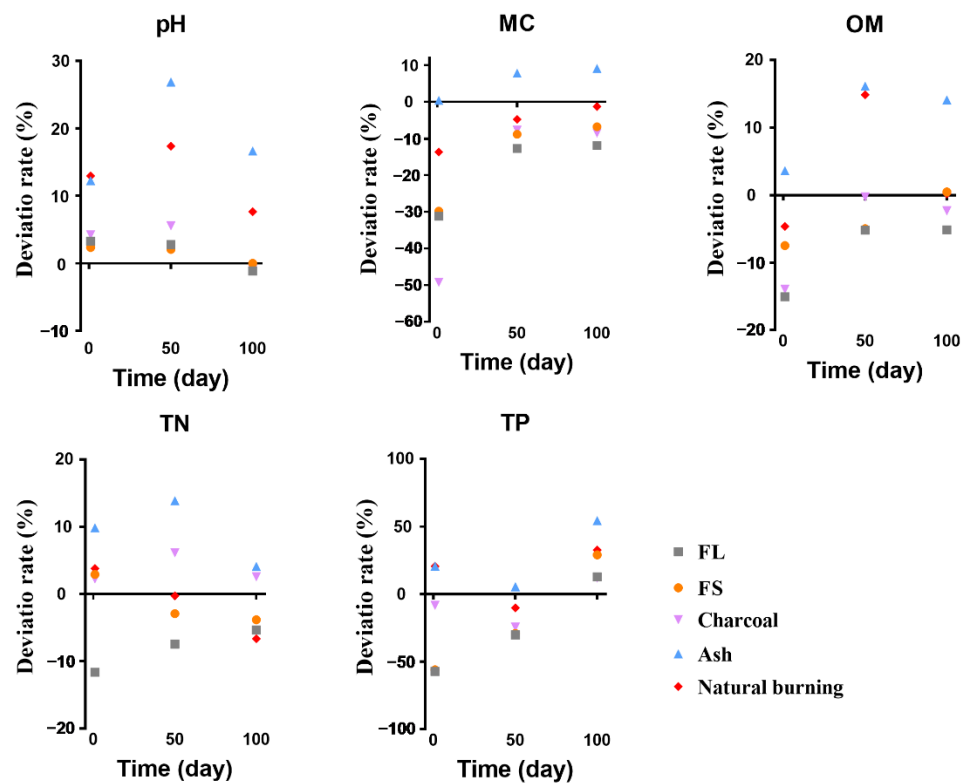 pH
MC
OM
Deviatio rate (%)
30
20
10
0
−10
0
50
100
Time (day)
Deviatio rate (%)
10
0
−10
−20
−30
−40
−50
−60
0
50
100
Time (day)
Deviatio rate (%)
20
10
0
−10
−20
0
50
100
Time (day)
TN
TP
Deviatio rate (%)
20
10
0
−10
−20
0
50
100
Time (day)
Deviatio rate (%)
100
50
0
−50
−100
0
50
100
Time (day)
FL
FS
Charcoal
Ash
Natural burning